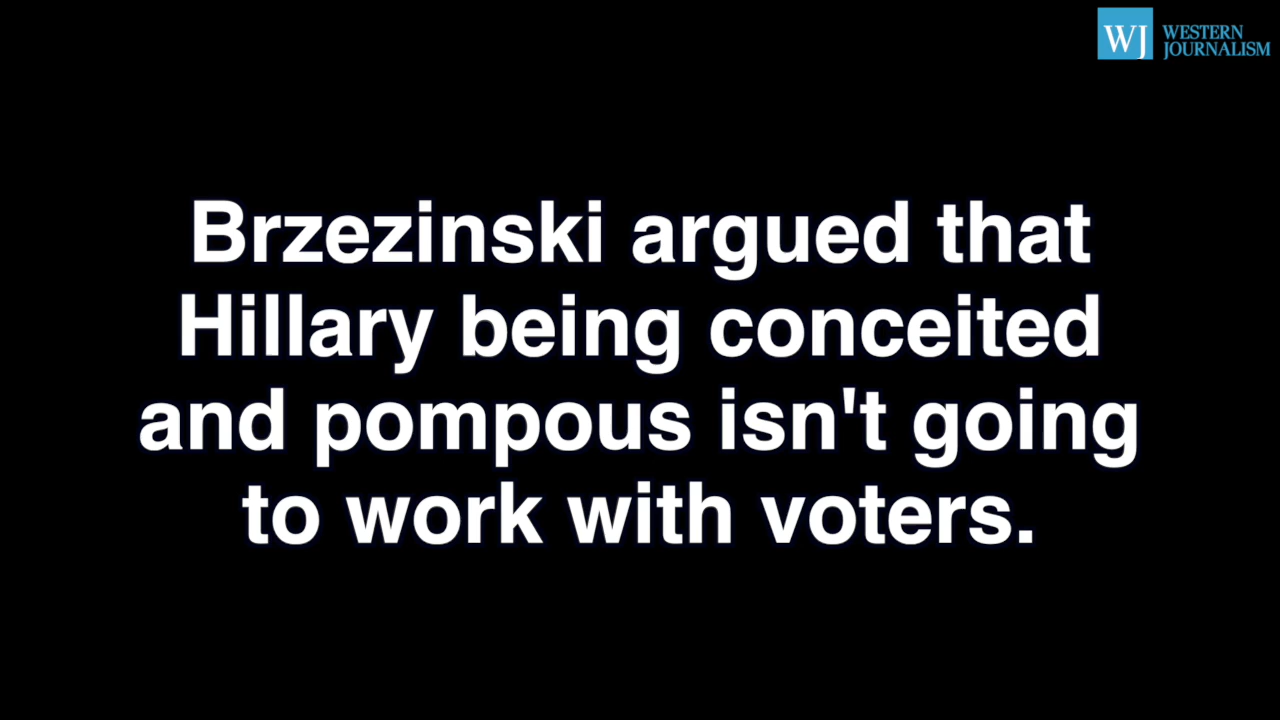 WJ WESTERN
JOURNALISM
Brzezinski argued that
Hillary being conceited
and pompous isn't going
to work with voters.